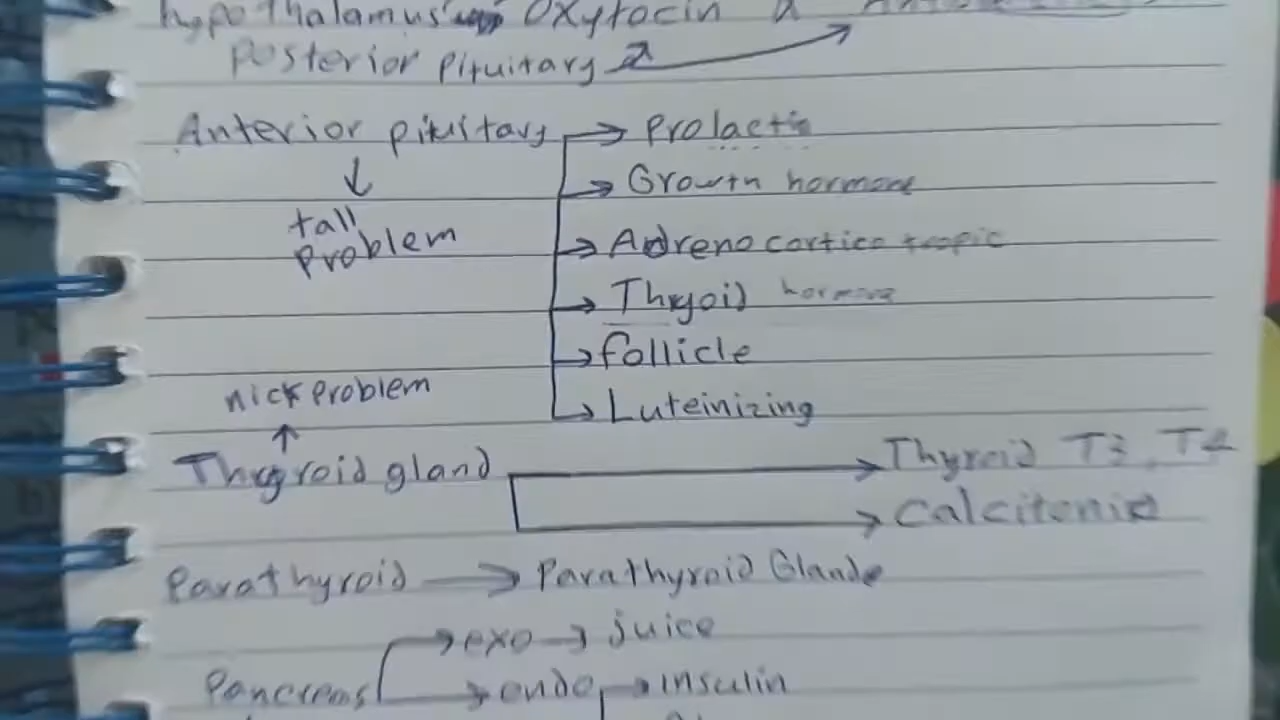 hypothalamus Oxytocin &
Posterior pituitary
Anterior pituitary → Prolactin
→ Growth hormone
tall
problem
→ Adreno cortico tropic
→ Thyoid hormone
→ follicle
nick problem
→ Luteinizing
Thyroid gland → Thyroid T3, T4
→ Calcitonin
Parathyroid → Parathyroid Glande
Pancreas → exo → juice
→ endo → insulin